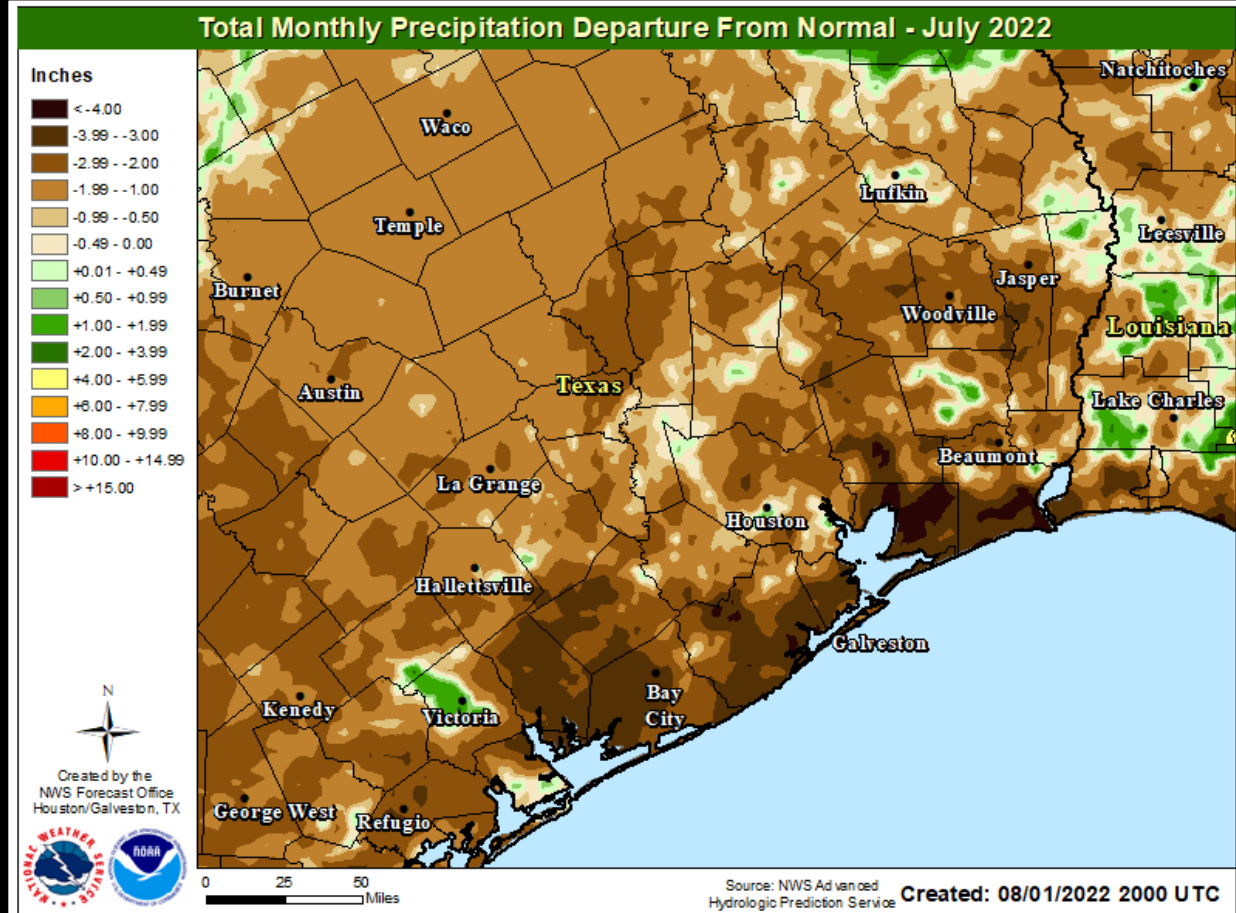 Total Monthly Precipitation Departure From Normal - July 2022
Inches
< -4.00
-3.99 - -3.00
-2.99 - -2.00
-1.99 - -1.00
-0.99 - -0.50
-0.49 - 0.00
+0.01 - +0.49
+0.50 - +0.99
+1.00 - +1.99
+2.00 - +3.99
+4.00 - +5.99
+6.00 - +7.99
+8.00 - +9.99
+10.00 - +14.99
> +15.00
Natchitoches
Waco
Lufkin
Temple
Leesville
Burnet
Jasper
Woodville
Louisiana
Austin
Texas
Lake Charles
Beaumont
La Grange
Houston
Hallettsville
Galveston
Kenedy
Victoria
Bay
City
George West
Refugio
N
Created by the
NWS Forecast Office
Houston/Galveston, TX
NATIONAL WEATHER SERVICE
NOAA
0 25 50
Miles
Source: NWS Advanced
Hydrologic Prediction Service
Created: 08/01/2022 2000 UTC